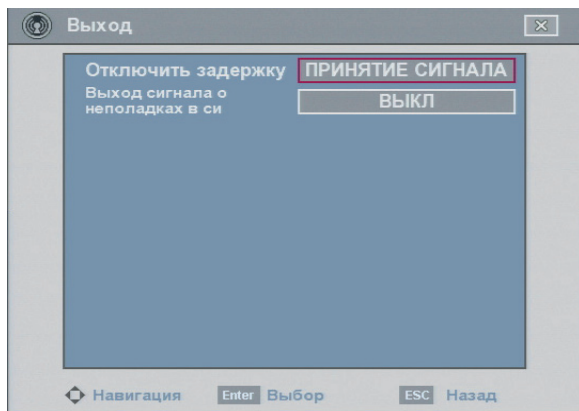 Выход
Отключить задержку ПРИНЯТИЕ СИГНАЛА
Выход сигнала о
неполадках в си ВЫКЛ
Навигация Enter Выбор ESC Назад